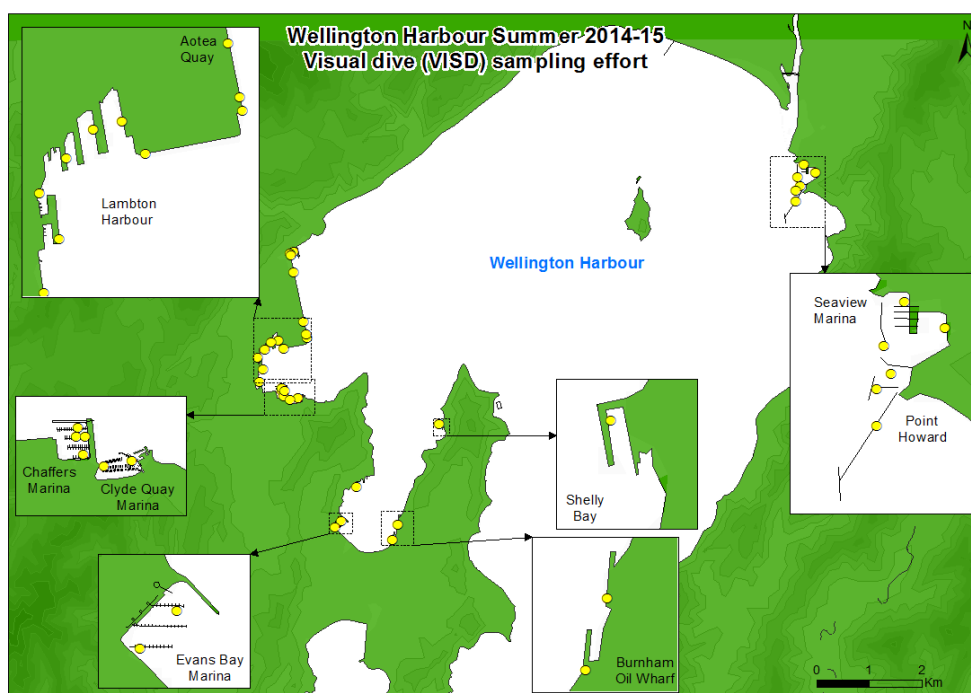 Wellington Harbour Summer 2014-15
Visual dive (VISD) sampling effort
N
Aotea
Quay
Lambton
Harbour
Wellington Harbour
Seaview
Marina
Point
Howard
Chaffers
Marina
Clyde Quay
Marina
Shelly
Bay
Evans Bay
Marina
Burnham
Oil Wharf
0 1 2
Km